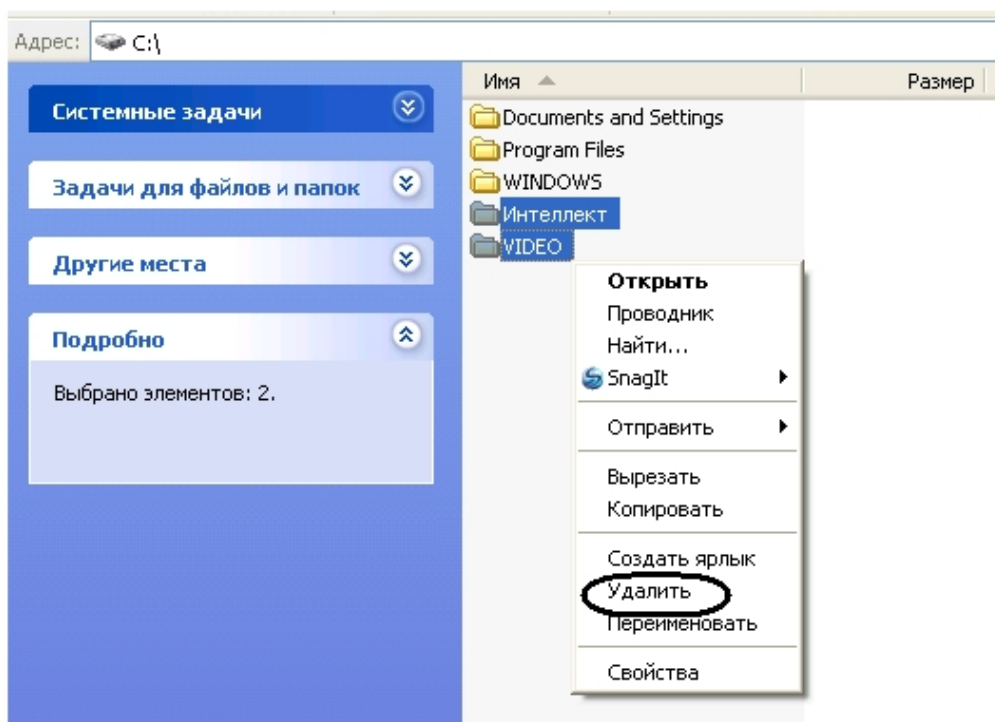 Адрес: C:\
Имя Размер
Системные задачи
Задачи для файлов и папок
Другие места
Подробно
Выбрано элементов: 2.
Documents and Settings
Program Files
WINDOWS
Интеллект
VIDEO
Открыть
Проводник
Найти...
SnagIt
Отправить
Вырезать
Копировать
Создать ярлык
Удалить
Переименовать
Свойства